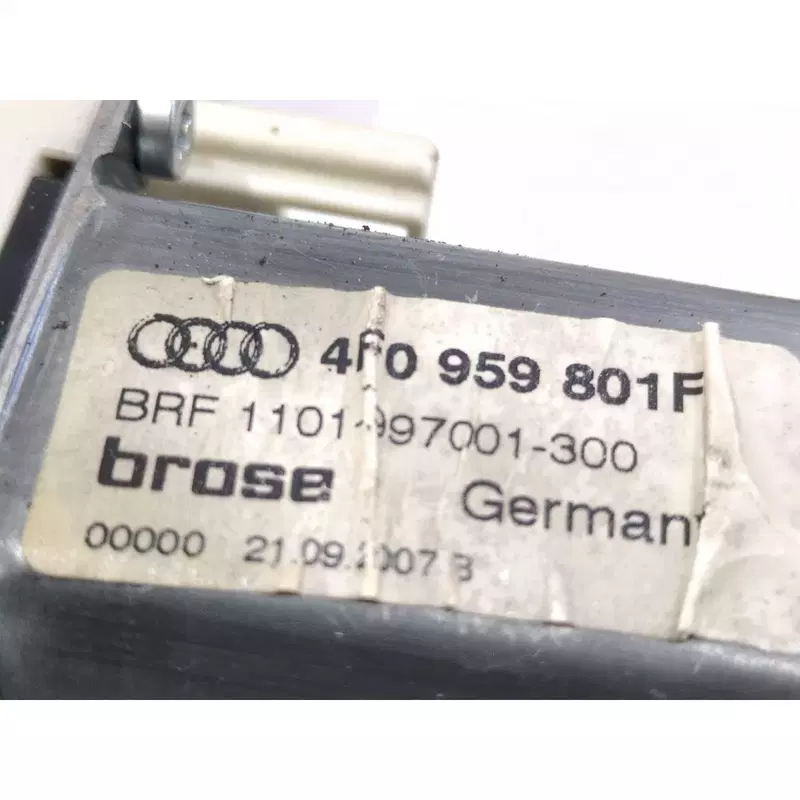 4F0 959 801F
BRF 1101-997001-300
brose Germany
00000 21.09.2007 B